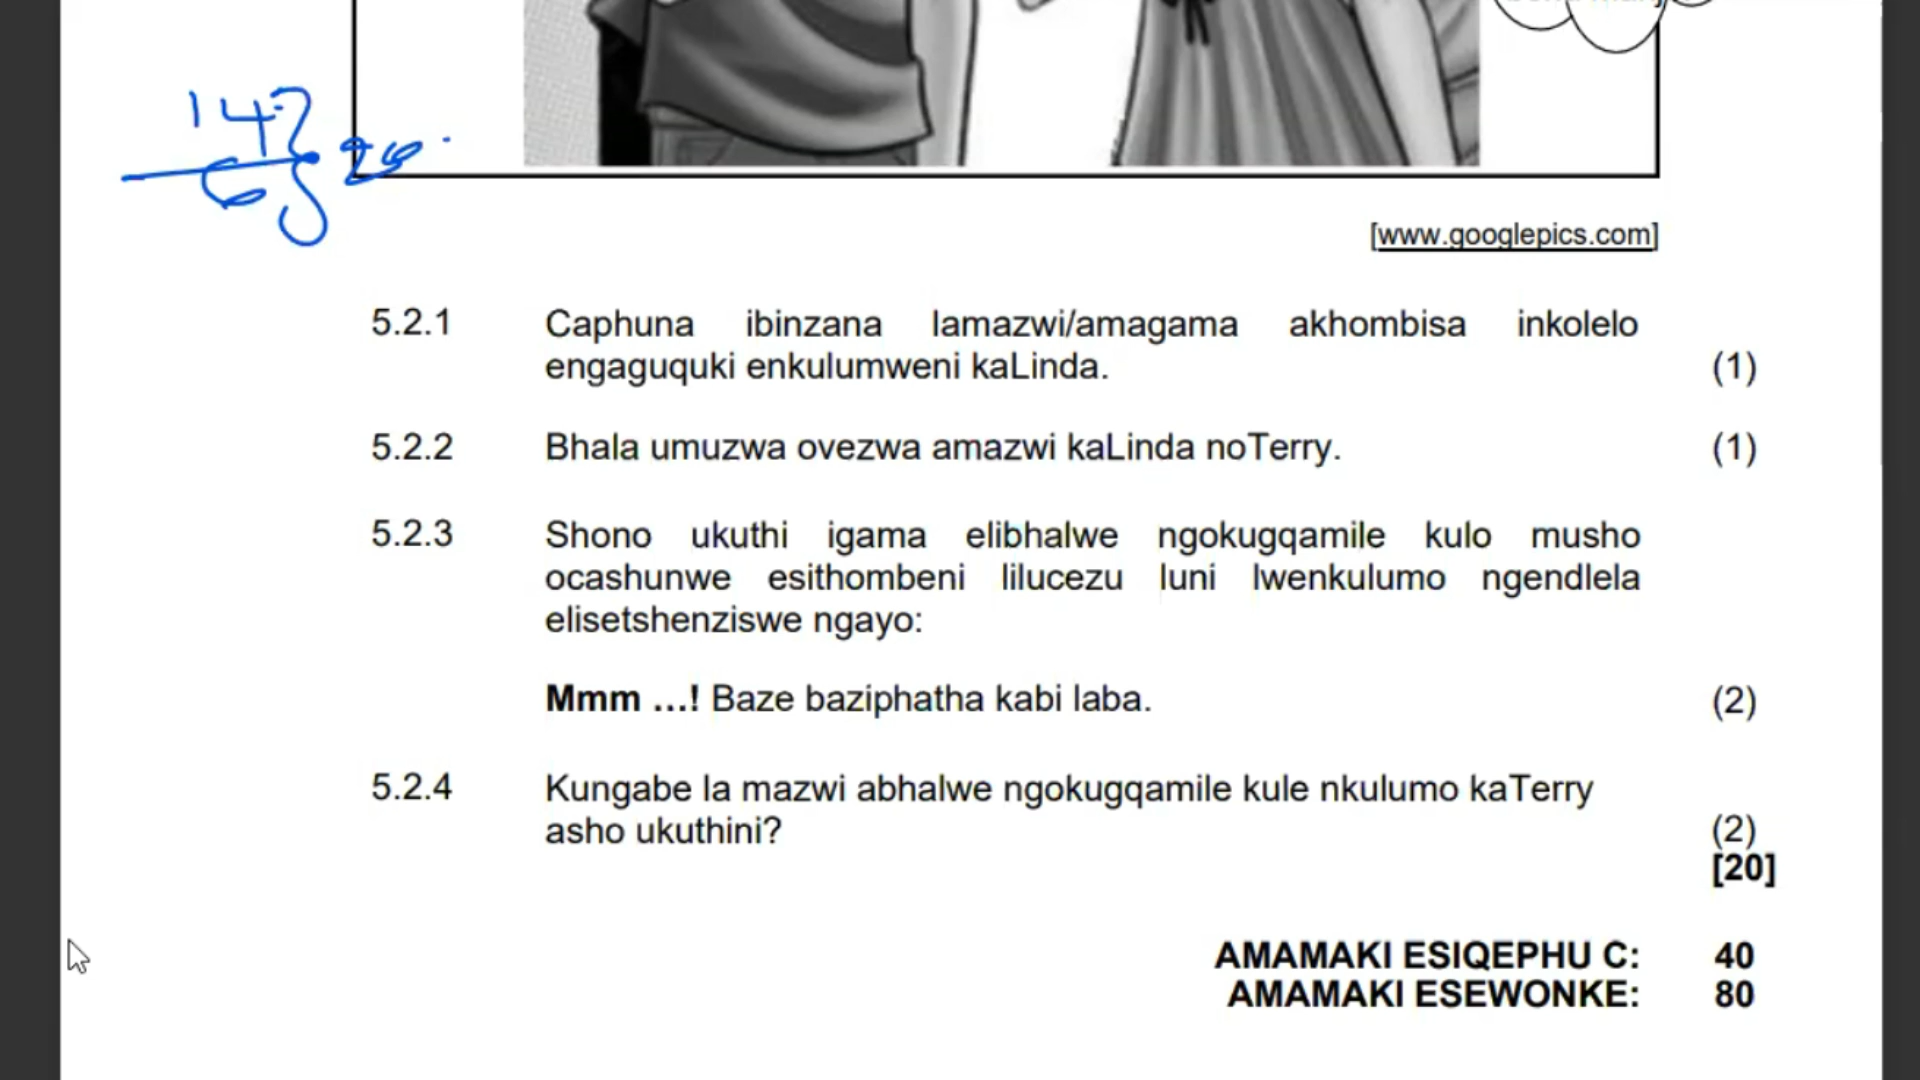 14
6 } 20
[www.googlepics.com]
5.2.1 Caphuna ibinzana lamazwi/amagama akhombisa inkolelo
engaguquki enkulumweni kaLinda. (1)
5.2.2 Bhala umuzwa ovezwa amazwi kaLinda noTerry. (1)
5.2.3 Shono ukuthi igama elibhalwe ngokugqamile kulo musho
ocashunwe esithombeni lilucezu luni lwenkulumo ngendlela
elisetshenziswe ngayo:
Mmm ...! Baze baziphatha kabi laba. (2)
5.2.4 Kungabe la mazwi abhalwe ngokugqamile kule nkulumo kaTerry
asho ukuthini? (2)
[20]
AMAMAKI ESIQEPHU C: 40
AMAMAKI ESEWONKE: 80